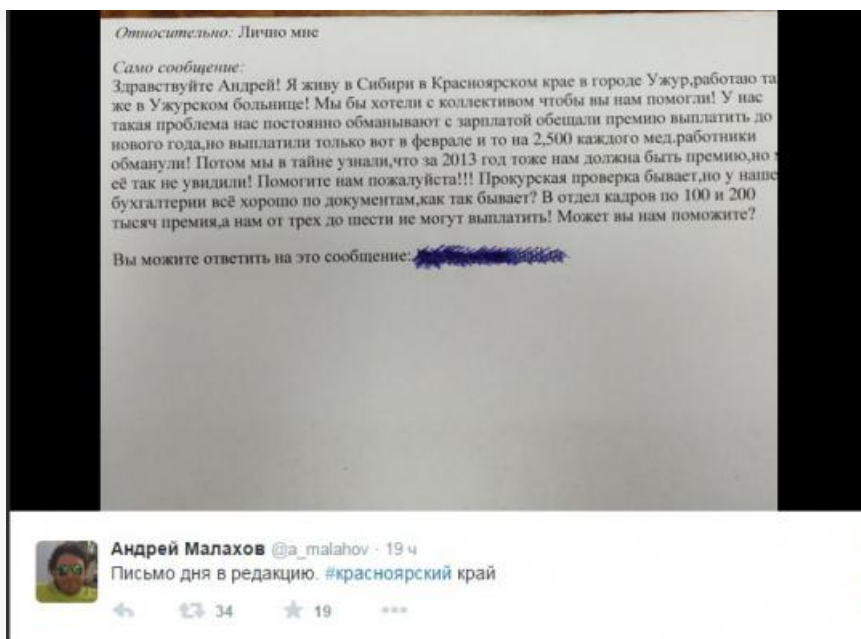 Относительно: Лично мне
Само сообщение:
Здравствуйте Андрей! Я живу в Сибири в Красноярском крае в городе Ужур,работаю та
же в Ужурском больнице! Мы бы хотели с коллективом чтобы вы нам помогли! У нас
такая проблема нас постоянно обманывают с зарплатой обещали премию выплатить до
нового года,но выплатили только вот в феврале и то на 2,500 каждого мед.работники
обманули! Потом мы в тайне узнали,что за 2013 год тоже нам должна быть премию,но
её так не увидили! Помогите нам пожалуйста!!! Прокурская проверка бывает,но у наше
бухгалтерии всё хорошо по документам,как так бывает? В отдел кадров по 100 и 200
тысяч премия,а нам от трех до шести не могут выплатить! Может вы нам поможите?
Вы можите ответить на это сообщение:
Андрей Малахов @a_malahov · 19 ч
Письмо дня в редакцию. #красноярский край
34 19